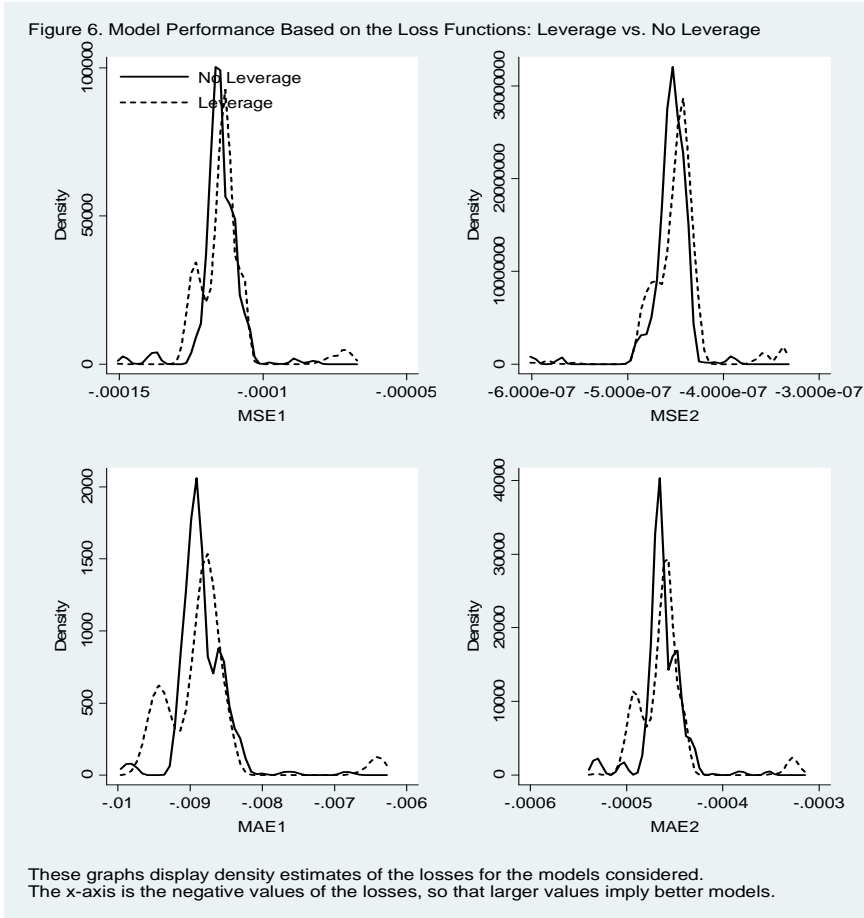 Figure 6. Model Performance Based on the Loss Functions: Leverage vs. No Leverage
No Leverage
Leverage
Density
0
50000
100000
-.00015
-.0001
-.00005
MSE1
Density
0
10000000
20000000
30000000
-6.000e-07
-5.000e-07
-4.000e-07
-3.000e-07
MSE2
Density
0
500
1000
1500
2000
-.01
-.009
-.008
-.007
-.006
MAE1
Density
0
10000
20000
30000
40000
-.0006
-.0005
-.0004
-.0003
MAE2
These graphs display density estimates of the losses for the models considered.
The x-axis is the negative values of the losses, so that larger values imply better models.